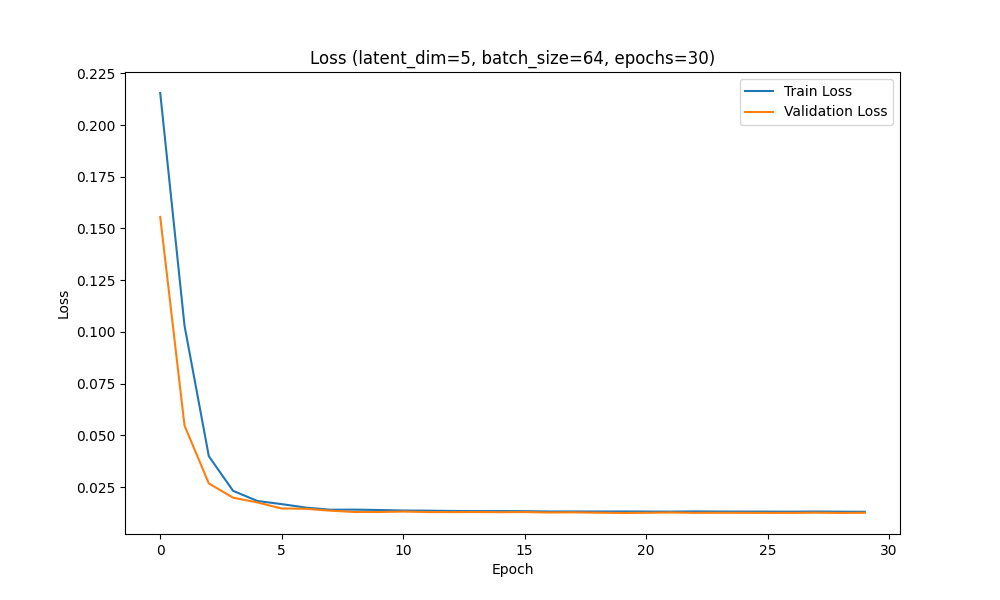 Loss (latent_dim=5, batch_size=64, epochs=30)
Train Loss
Validation Loss
0.225
0.200
0.175
0.150
0.125
0.100
0.075
0.050
0.025
Loss
0 5 10 15 20 25 30
Epoch